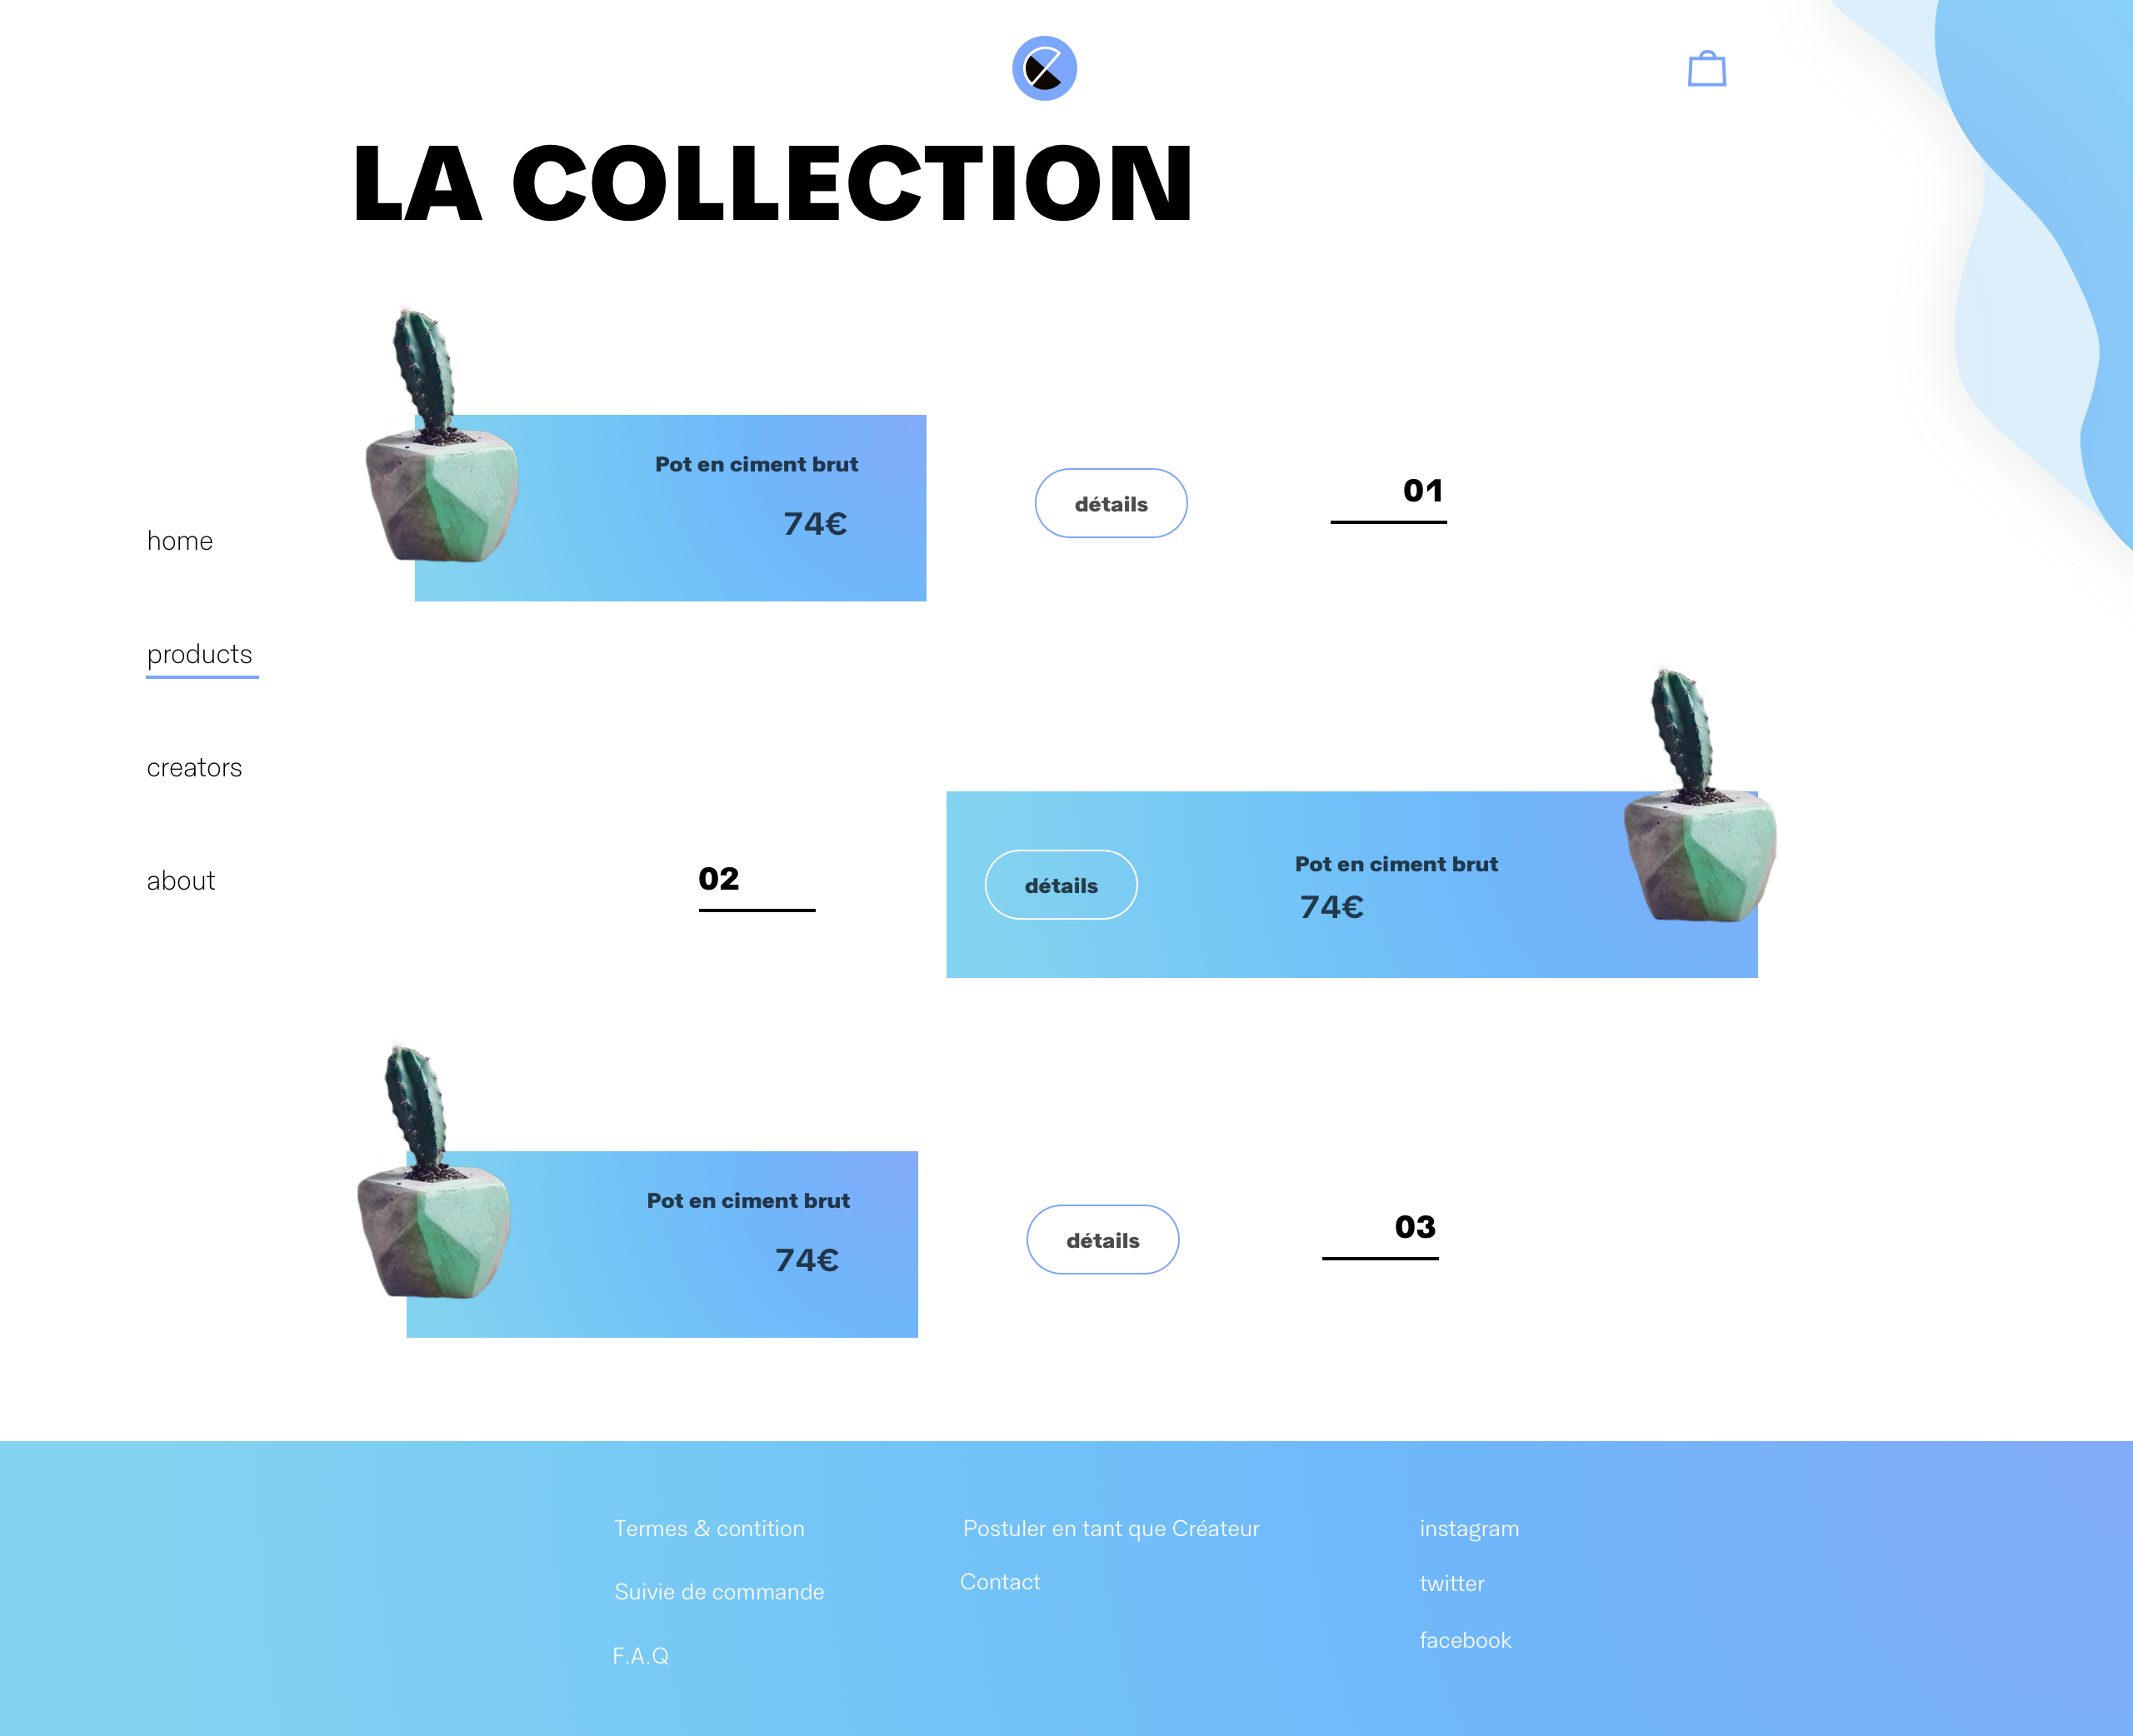 LA COLLECTION
home
products
creators
about
Pot en ciment brut
74€
détails
01
02
détails
Pot en ciment brut
74€
Pot en ciment brut
74€
détails
03
Termes & contition
Suivie de commande
F.A.Q
Postuler en tant que Créateur
Contact
instagram
twitter
facebook